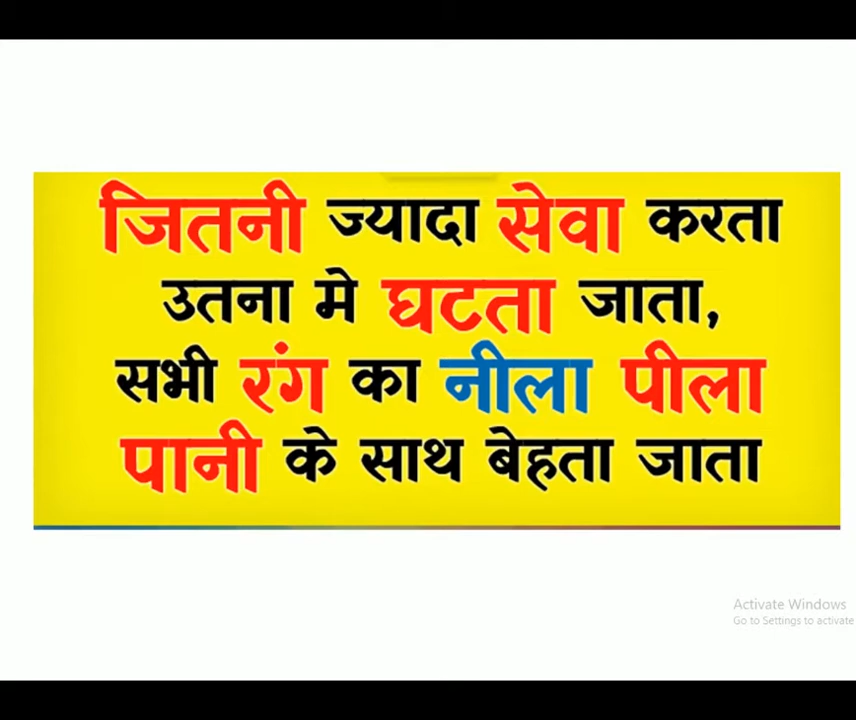 जितनी ज्यादा सेवा करता
उतना मे घटता जाता,
सभी रंग का नीला पीला
पानी के साथ बेहता जाता
Activate Windows
Go to Settings to activate